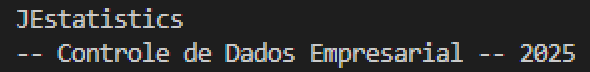 JEstatistics
-- Controle de Dados Empresarial -- 2025